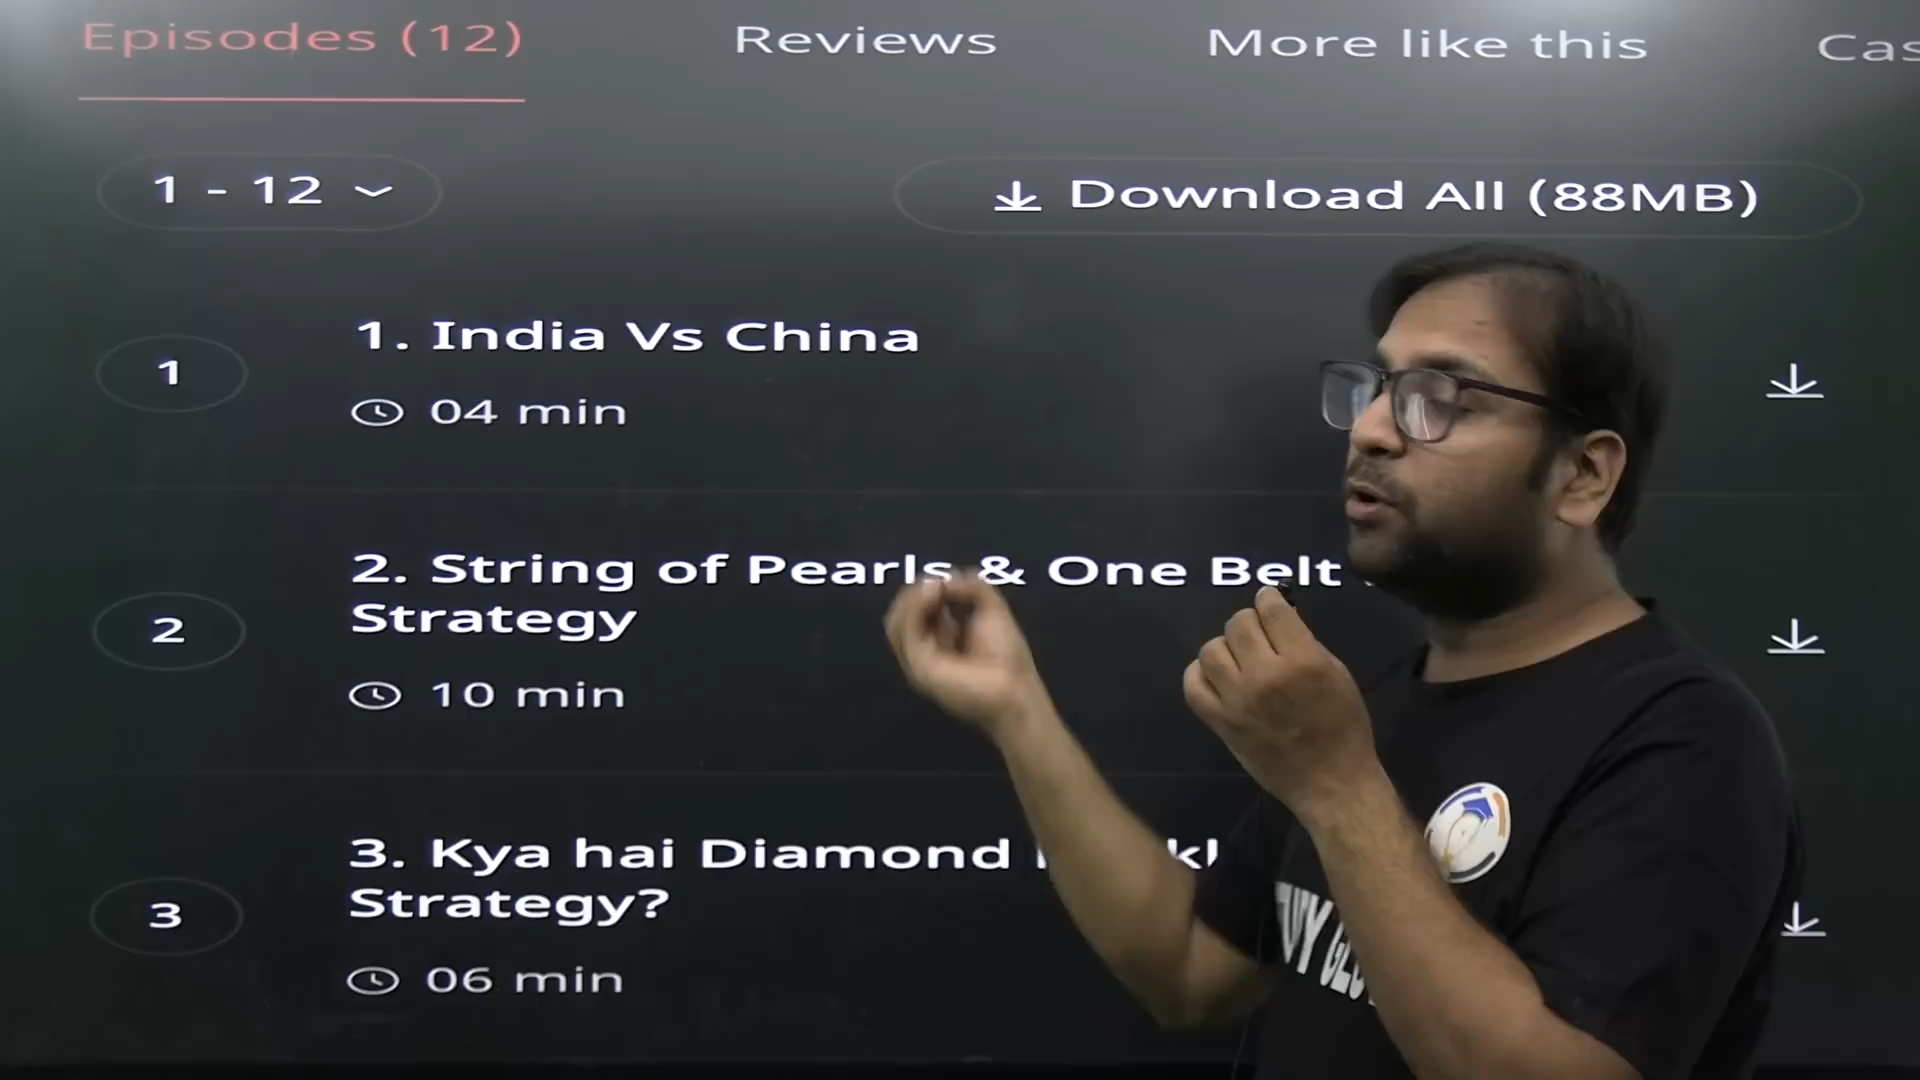 Episodes (12)
Reviews
More like this
1 - 12
Download All (88MB)
1
1. India Vs China
04 min
2
2. String of Pearls & One Belt
Strategy
10 min
3
3. Kya hai Diamond
Strategy?
06 min